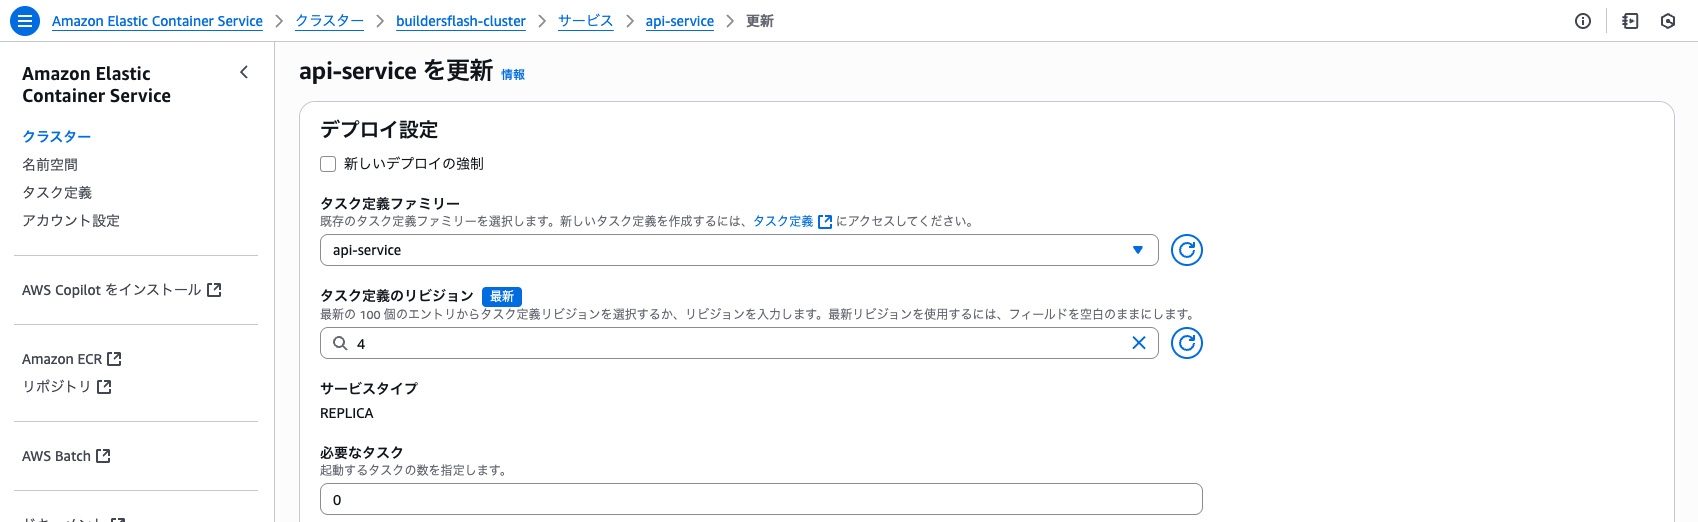 Amazon Elastic Container Service > クラスター > buildersflash-cluster > サービス > api-service > 更新
Amazon Elastic Container Service
クラスター
名前空間
タスク定義
アカウント設定
AWS Copilot をインストール
Amazon ECR
リポジトリ
AWS Batch
api-service を更新 情報
デプロイ設定
新しいデプロイの強制
タスク定義ファミリー
既存のタスク定義ファミリーを選択します。新しいタスク定義を作成するには、タスク定義 にアクセスしてください。
api-service
タスク定義のリビジョン 最新
最新の 100 個のエントリからタスク定義リビジョンを選択するか、リビジョンを入力します。最新リビジョンを使用するには、フィールドを空白のままにします。
4
サービスタイプ
REPLICA
必要なタスク
起動するタスクの数を指定します。
0